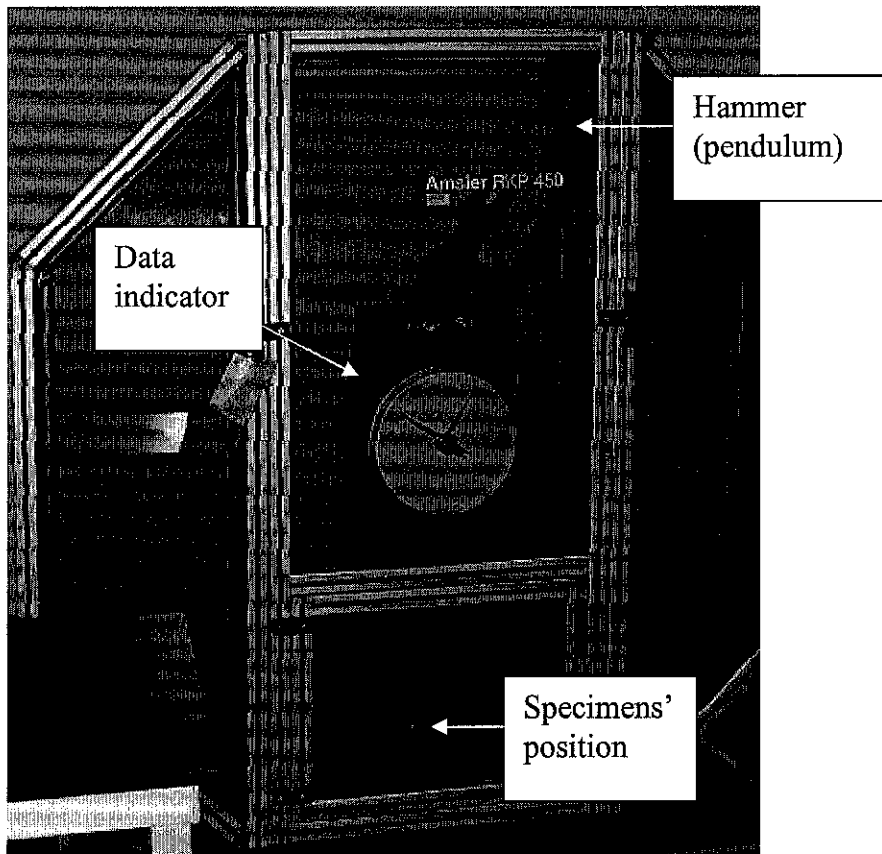 Hammer
(pendulum)
Amsler RKP 450
Data
indicator
Specimens'
position